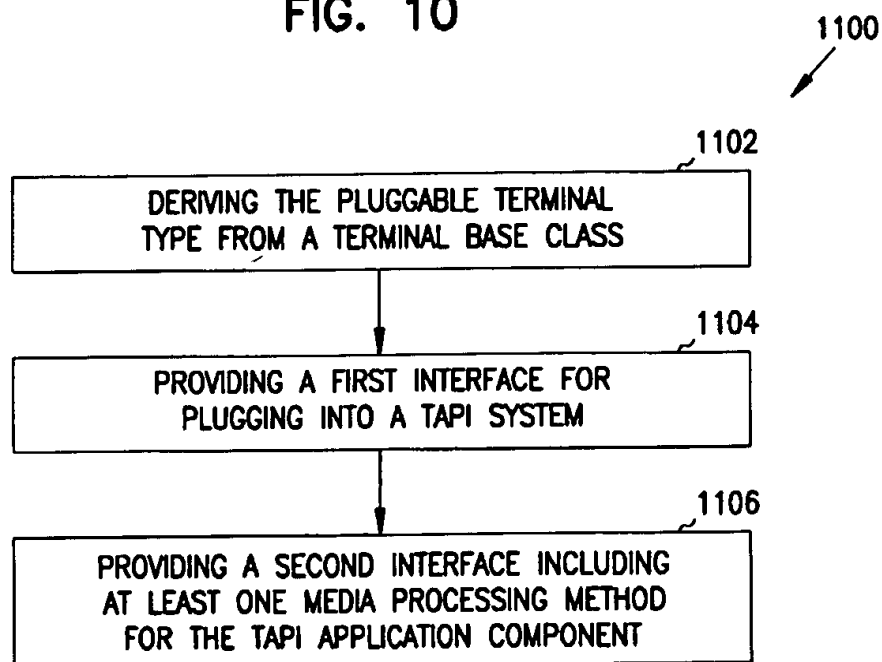 FIG. 10
1100
1102
DERIVING THE PLUGGABLE TERMINAL
TYPE FROM A TERMINAL BASE CLASS
1104
PROVIDING A FIRST INTERFACE FOR
PLUGGING INTO A TAPI SYSTEM
1106
PROVIDING A SECOND INTERFACE INCLUDING
AT LEAST ONE MEDIA PROCESSING METHOD
FOR THE TAPI APPLICATION COMPONENT